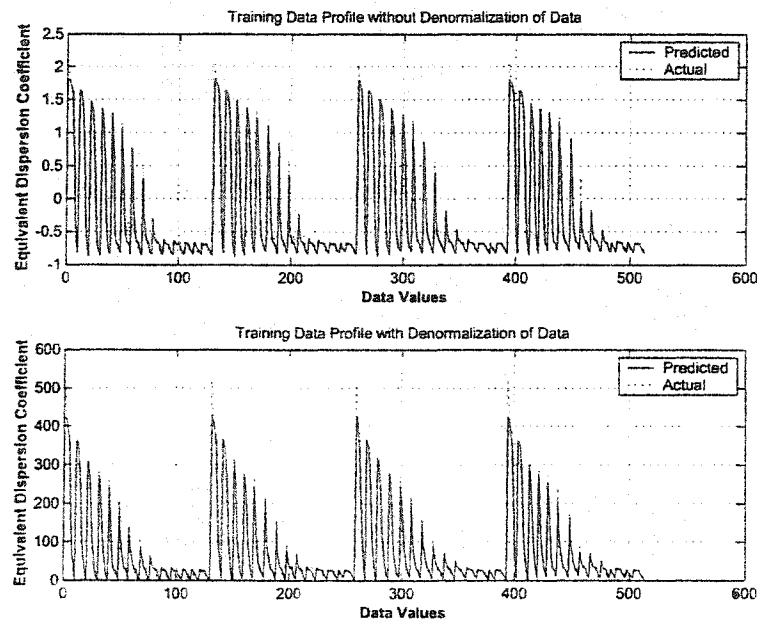 Training Data Profile without Denormalization of Data
Equivalent Dispersion Coefficient
2.5
2
1.5
1
0.5
0
-0.5
-1
0
100
200
300
400
500
600
Predicted
Actual
Data Values
Training Data Profile with Denormalization of Data
Equivalent Dispersion Coefficient
600
500
400
300
200
100
0
0
100
200
300
400
500
600
Predicted
Actual
Data Values